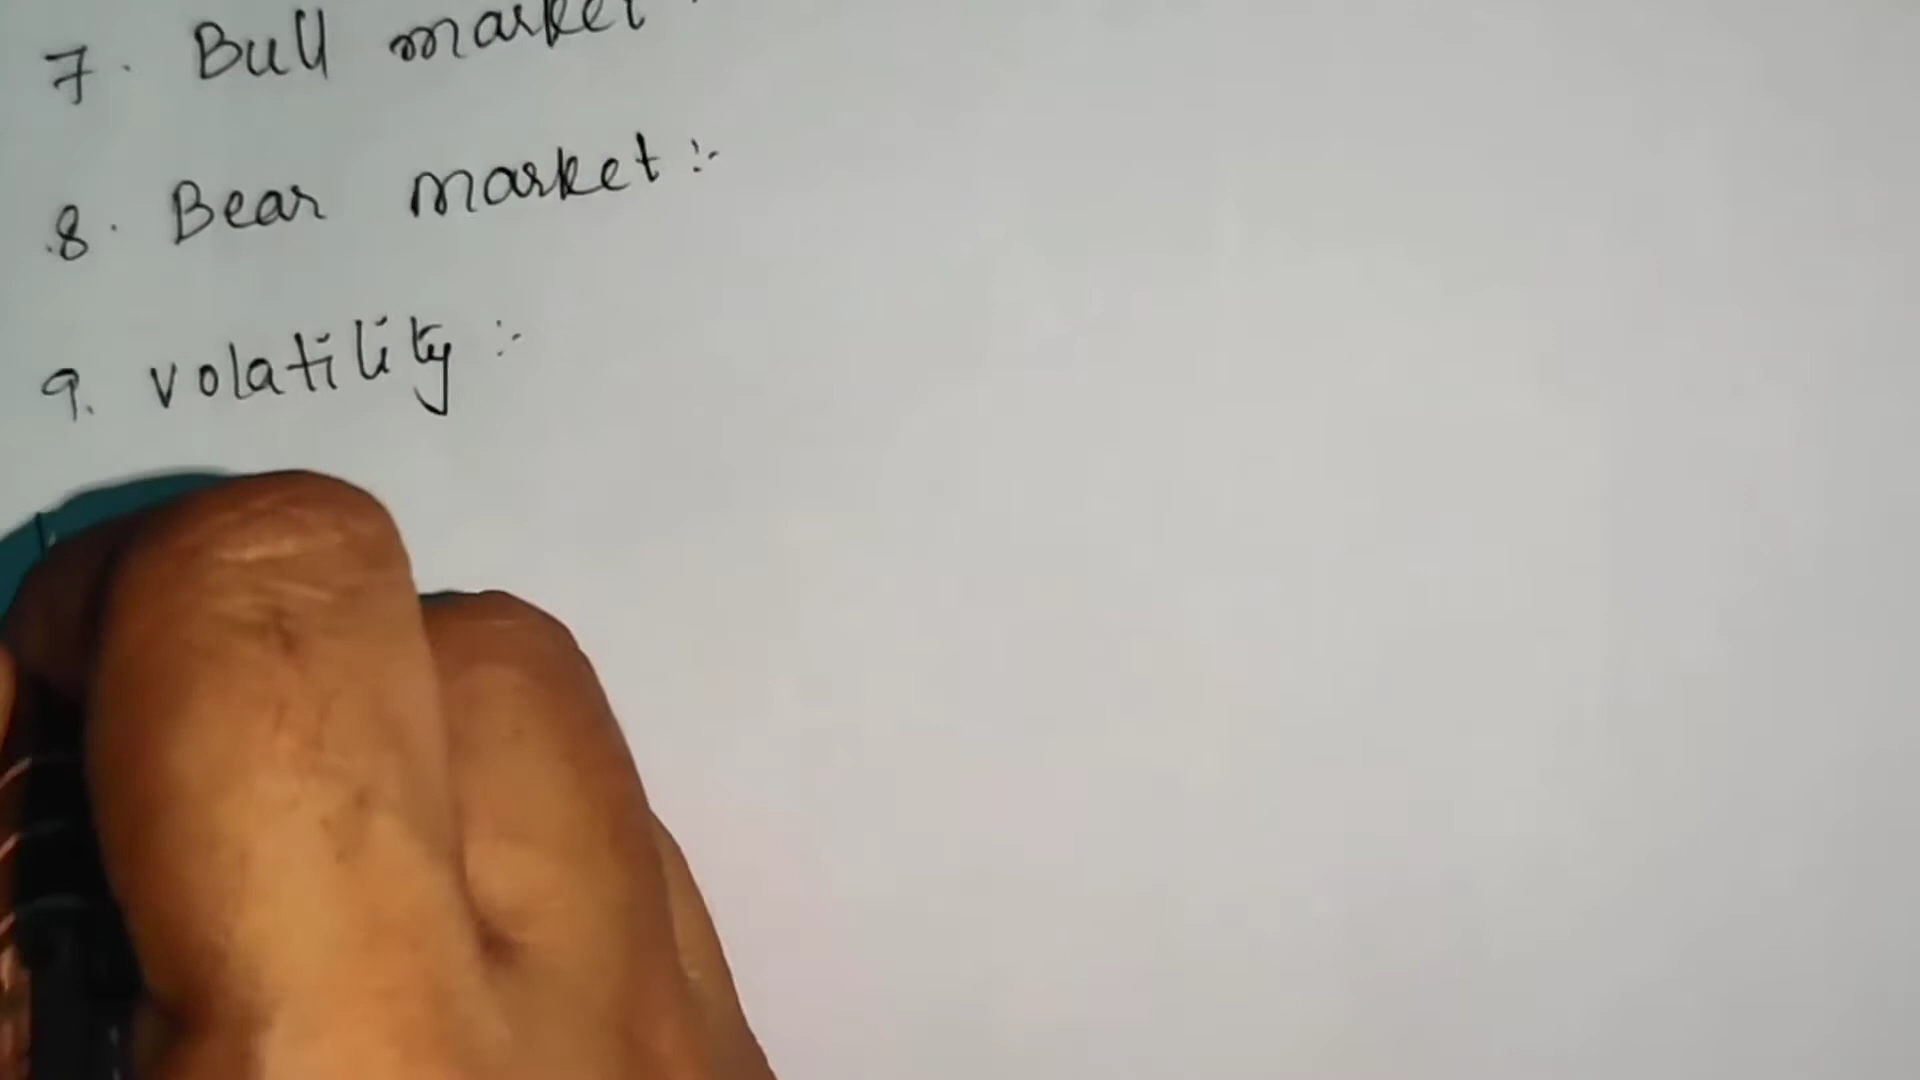 7. Bull market
8. Bear market :-
9. volatility :-